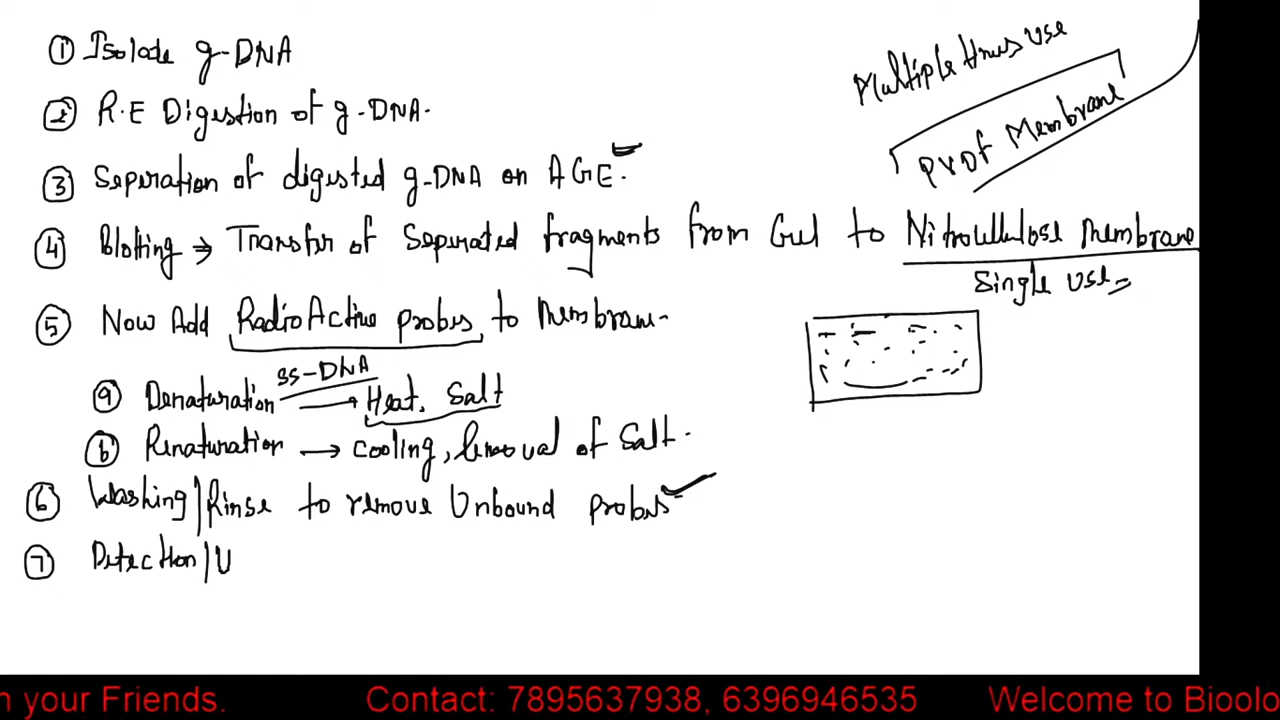 ① Isolade g-DNA
② R.E Digestion of g-DNA.
③ Seperation of digested g-DNA on AGE.
④ Blotting → Transfer of Seperated fragments from Gel to Nitrocellulose Membrane
Single Use
Multiple times Use
PVDF Membrane
⑤ Now Add RadioActive probes to Membrane.
ss-DNA
ⓐ Denaturation → Heat, Salt
ⓑ Renaturation → Cooling, Removal of Salt.
⑥ Washing/Rinse to remove Unbound probes
⑦ Detection/U
n your Friends. Contact: 7895637938, 6396946535 Welcome to Bioolo